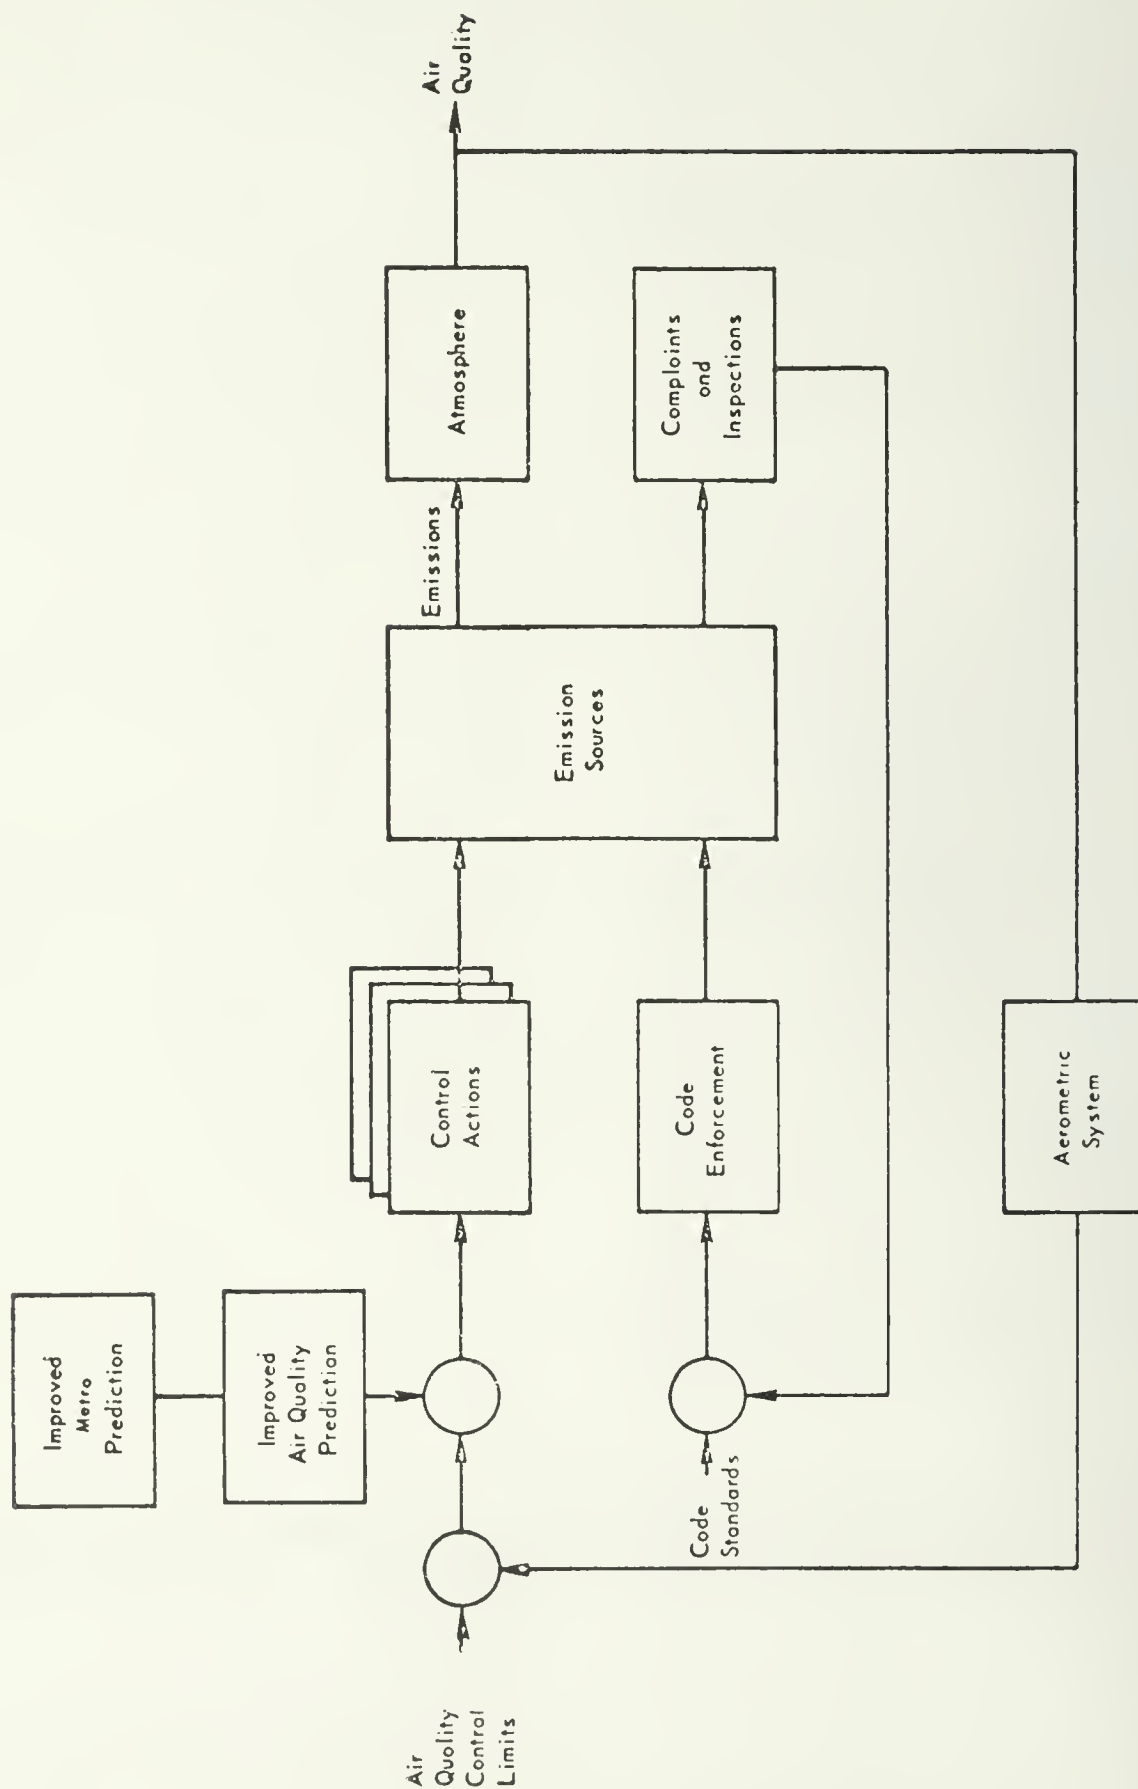 Improved
Metro
Prediction
Improved
Air Quality
Prediction
Air
Quality
Control
Limits
Control
Actions
Emissions
Atmosphere
Air
Quality
Emission
Sources
Code
Standards
Code
Enforcement
Complaints
and
Inspections
Aerometric
System